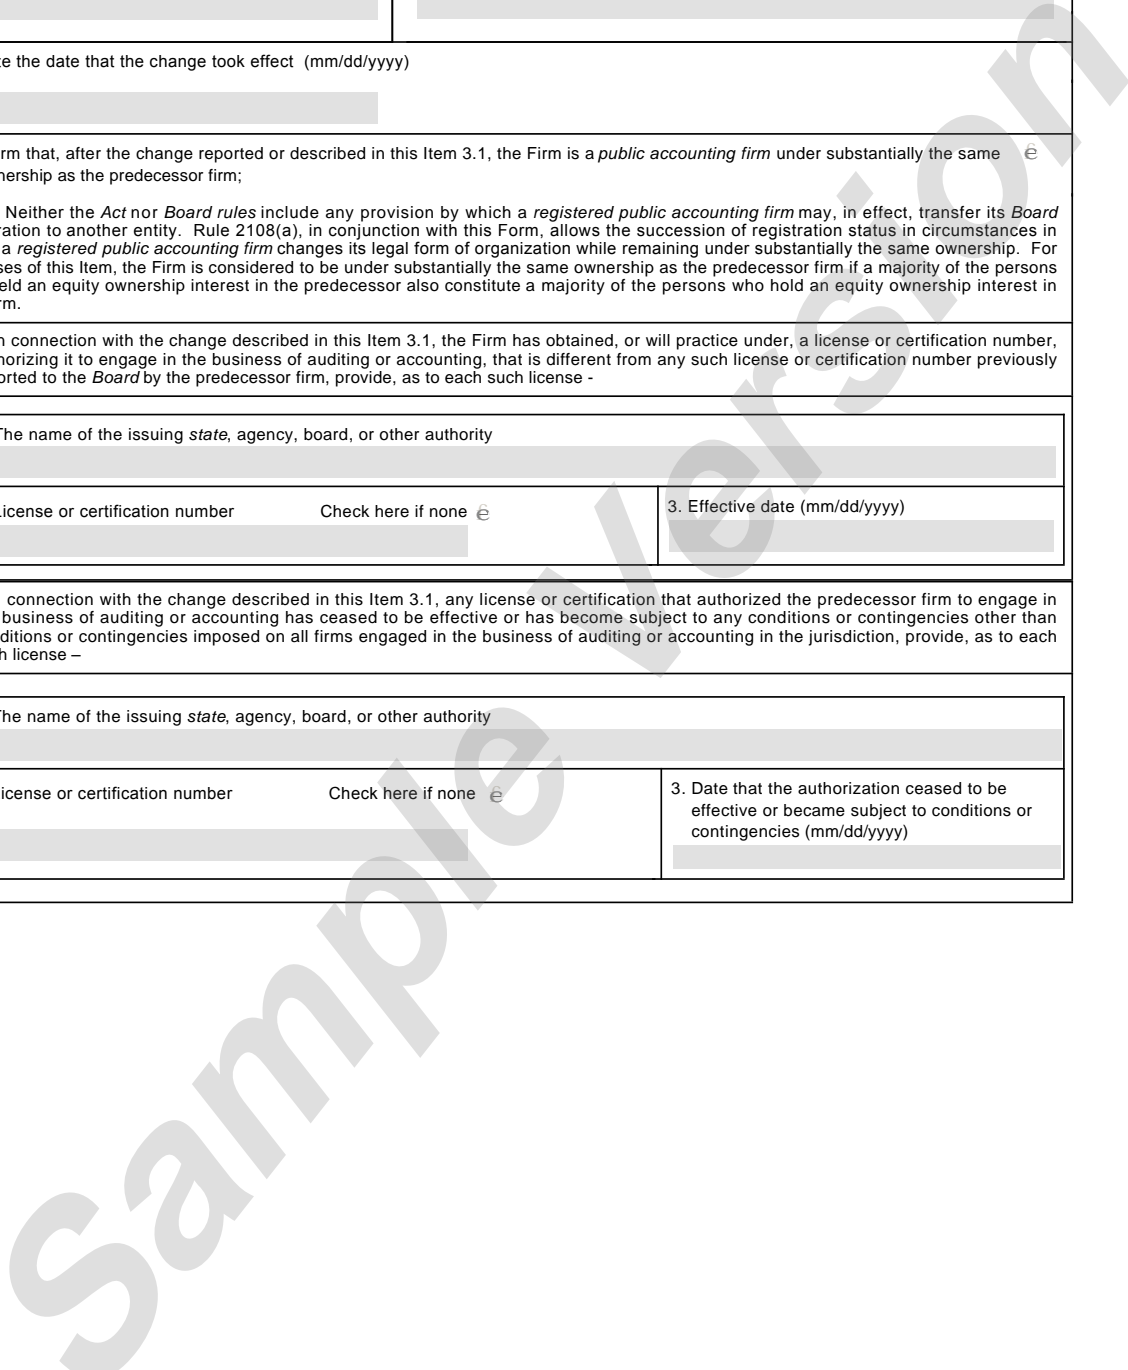 te the date that the change took effect (mm/dd/yyyy)
rm that, after the change reported or described in this Item 3.1, the Firm is a public accounting firm under substantially the same
nership as the predecessor firm;
Neither the Act nor Board rules include any provision by which a registered public accounting firm may, in effect, transfer its Board
ration to another entity. Rule 2108(a), in conjunction with this Form, allows the succession of registration status in circumstances in
a registered public accounting firm changes its legal form of organization while remaining under substantially the same ownership. For
ses of this Item, the Firm is considered to be under substantially the same ownership as the predecessor firm if a majority of the persons
eld an equity ownership interest in the predecessor also constitute a majority of the persons who hold an equity ownership interest in
rm.
n connection with the change described in this Item 3.1, the Firm has obtained, or will practice under, a license or certification number,
horizing it to engage in the business of auditing or accounting, that is different from any such license or certification number previously
orted to the Board by the predecessor firm, provide, as to each such license -
The name of the issuing state, agency, board, or other authority
License or certification number Check here if none
3. Effective date (mm/dd/yyyy)
connection with the change described in this Item 3.1, any license or certification that authorized the predecessor firm to engage in
business of auditing or accounting has ceased to be effective or has become subject to any conditions or contingencies other than
ditions or contingencies imposed on all firms engaged in the business of auditing or accounting in the jurisdiction, provide, as to each
h license –
The name of the issuing state, agency, board, or other authority
icense or certification number Check here if none
3. Date that the authorization ceased to be
effective or became subject to conditions or
contingencies (mm/dd/yyyy)
Sample Version